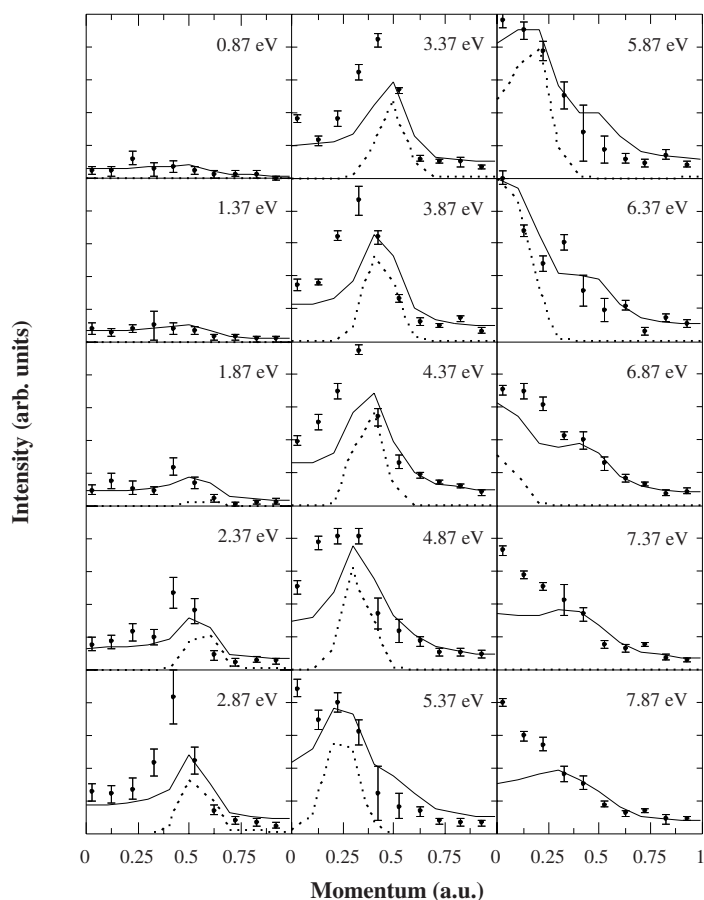 0.87 eV 3.37 eV 5.87 eV
1.37 eV 3.87 eV 6.37 eV
1.87 eV 4.37 eV 6.87 eV
2.37 eV 4.87 eV 7.37 eV
2.87 eV 5.37 eV 7.87 eV
Intensity (arb. units)
0 0.25 0.5 0.75 0 0.25 0.5 0.75 0 0.25 0.5 0.75 1
Momentum (a.u.)